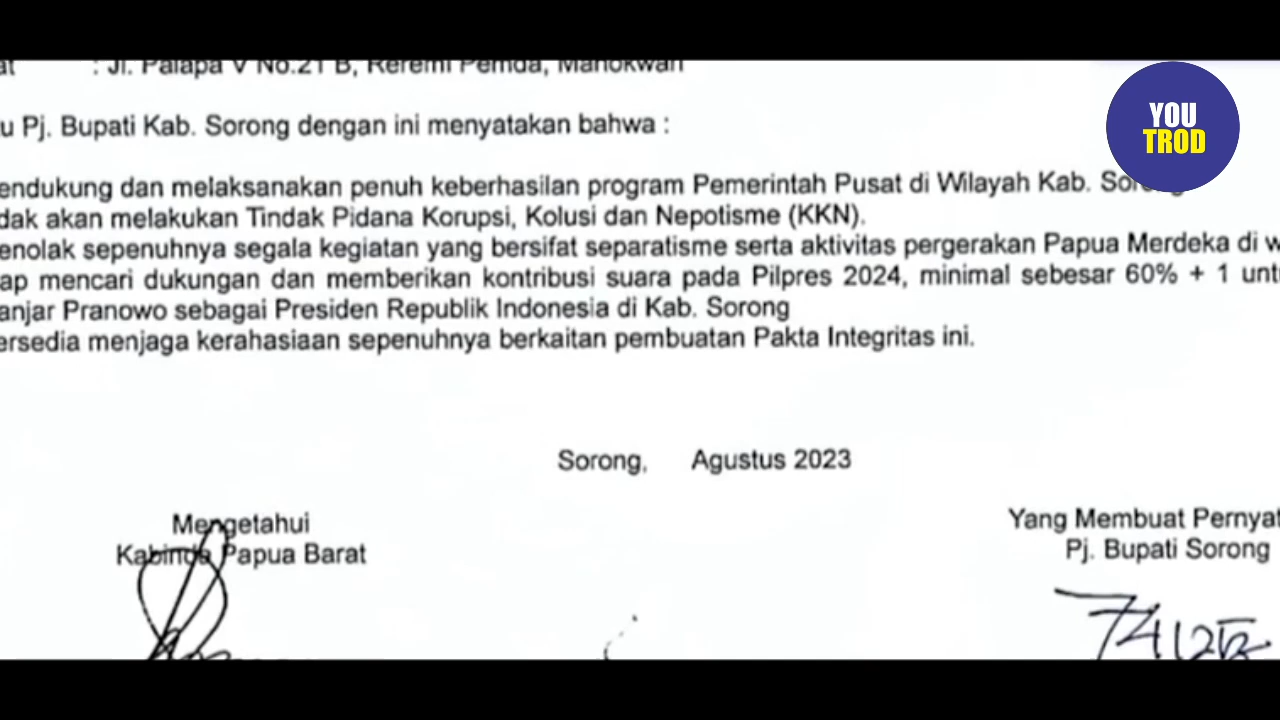 at : Jl. Palapa V No.21 B, Reremi Pemda, Manokwari
YOU
TROD
u Pj. Bupati Kab. Sorong dengan ini menyatakan bahwa :
endukung dan melaksanakan penuh keberhasilan program Pemerintah Pusat di Wilayah Kab. Sorong
dak akan melakukan Tindak Pidana Korupsi, Kolusi dan Nepotisme (KKN).
enolak sepenuhnya segala kegiatan yang bersifat separatisme serta aktivitas pergerakan Papua Merdeka di w
ap mencari dukungan dan memberikan kontribusi suara pada Pilpres 2024, minimal sebesar 60% + 1 unt
anjar Pranowo sebagai Presiden Republik Indonesia di Kab. Sorong
ersedia menjaga kerahasiaan sepenuhnya berkaitan pembuatan Pakta Integritas ini.
Sorong, Agustus 2023
Mengetahui
Kabinda Papua Barat
Yang Membuat Pernyat
Pj. Bupati Sorong